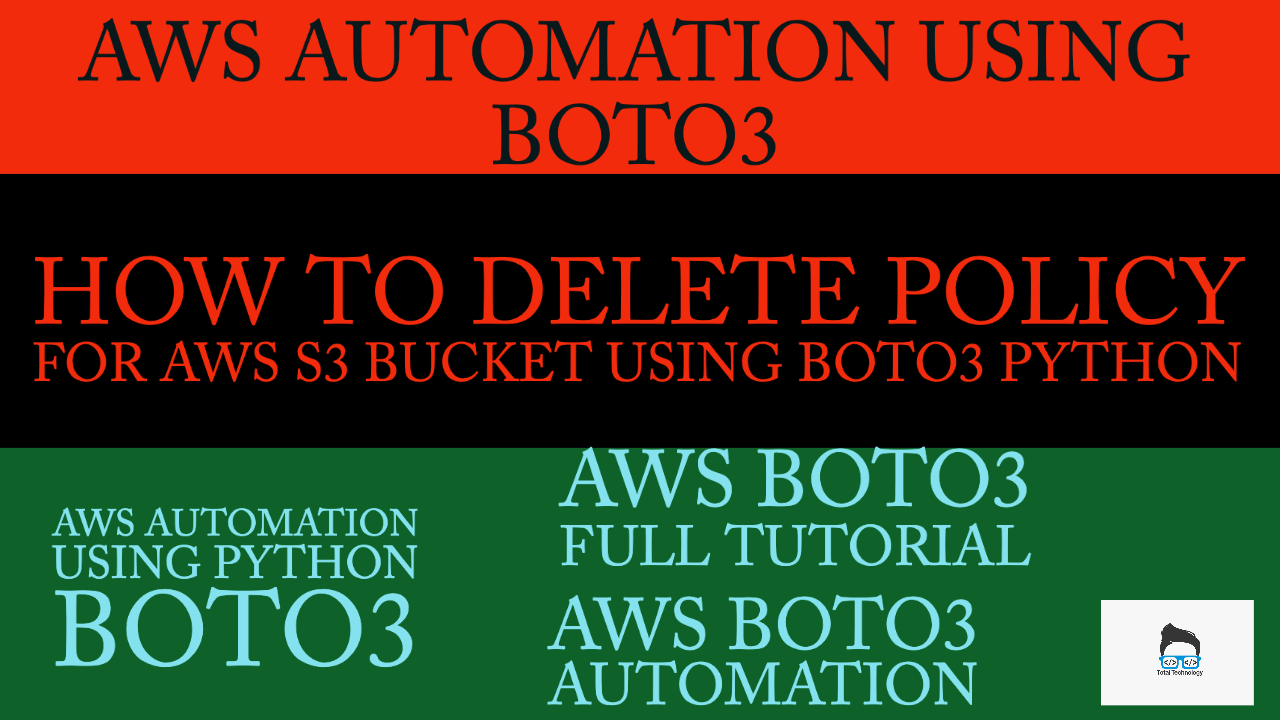 AWS AUTOMATION USING
BOTO3
HOW TO DELETE POLICY
FOR AWS S3 BUCKET USING BOTO3 PYTHON
AWS AUTOMATION
USING PYTHON
BOTO3
AWS BOTO3
FULL TUTORIAL
AWS BOTO3
AUTOMATION
</> </>
Total Technology